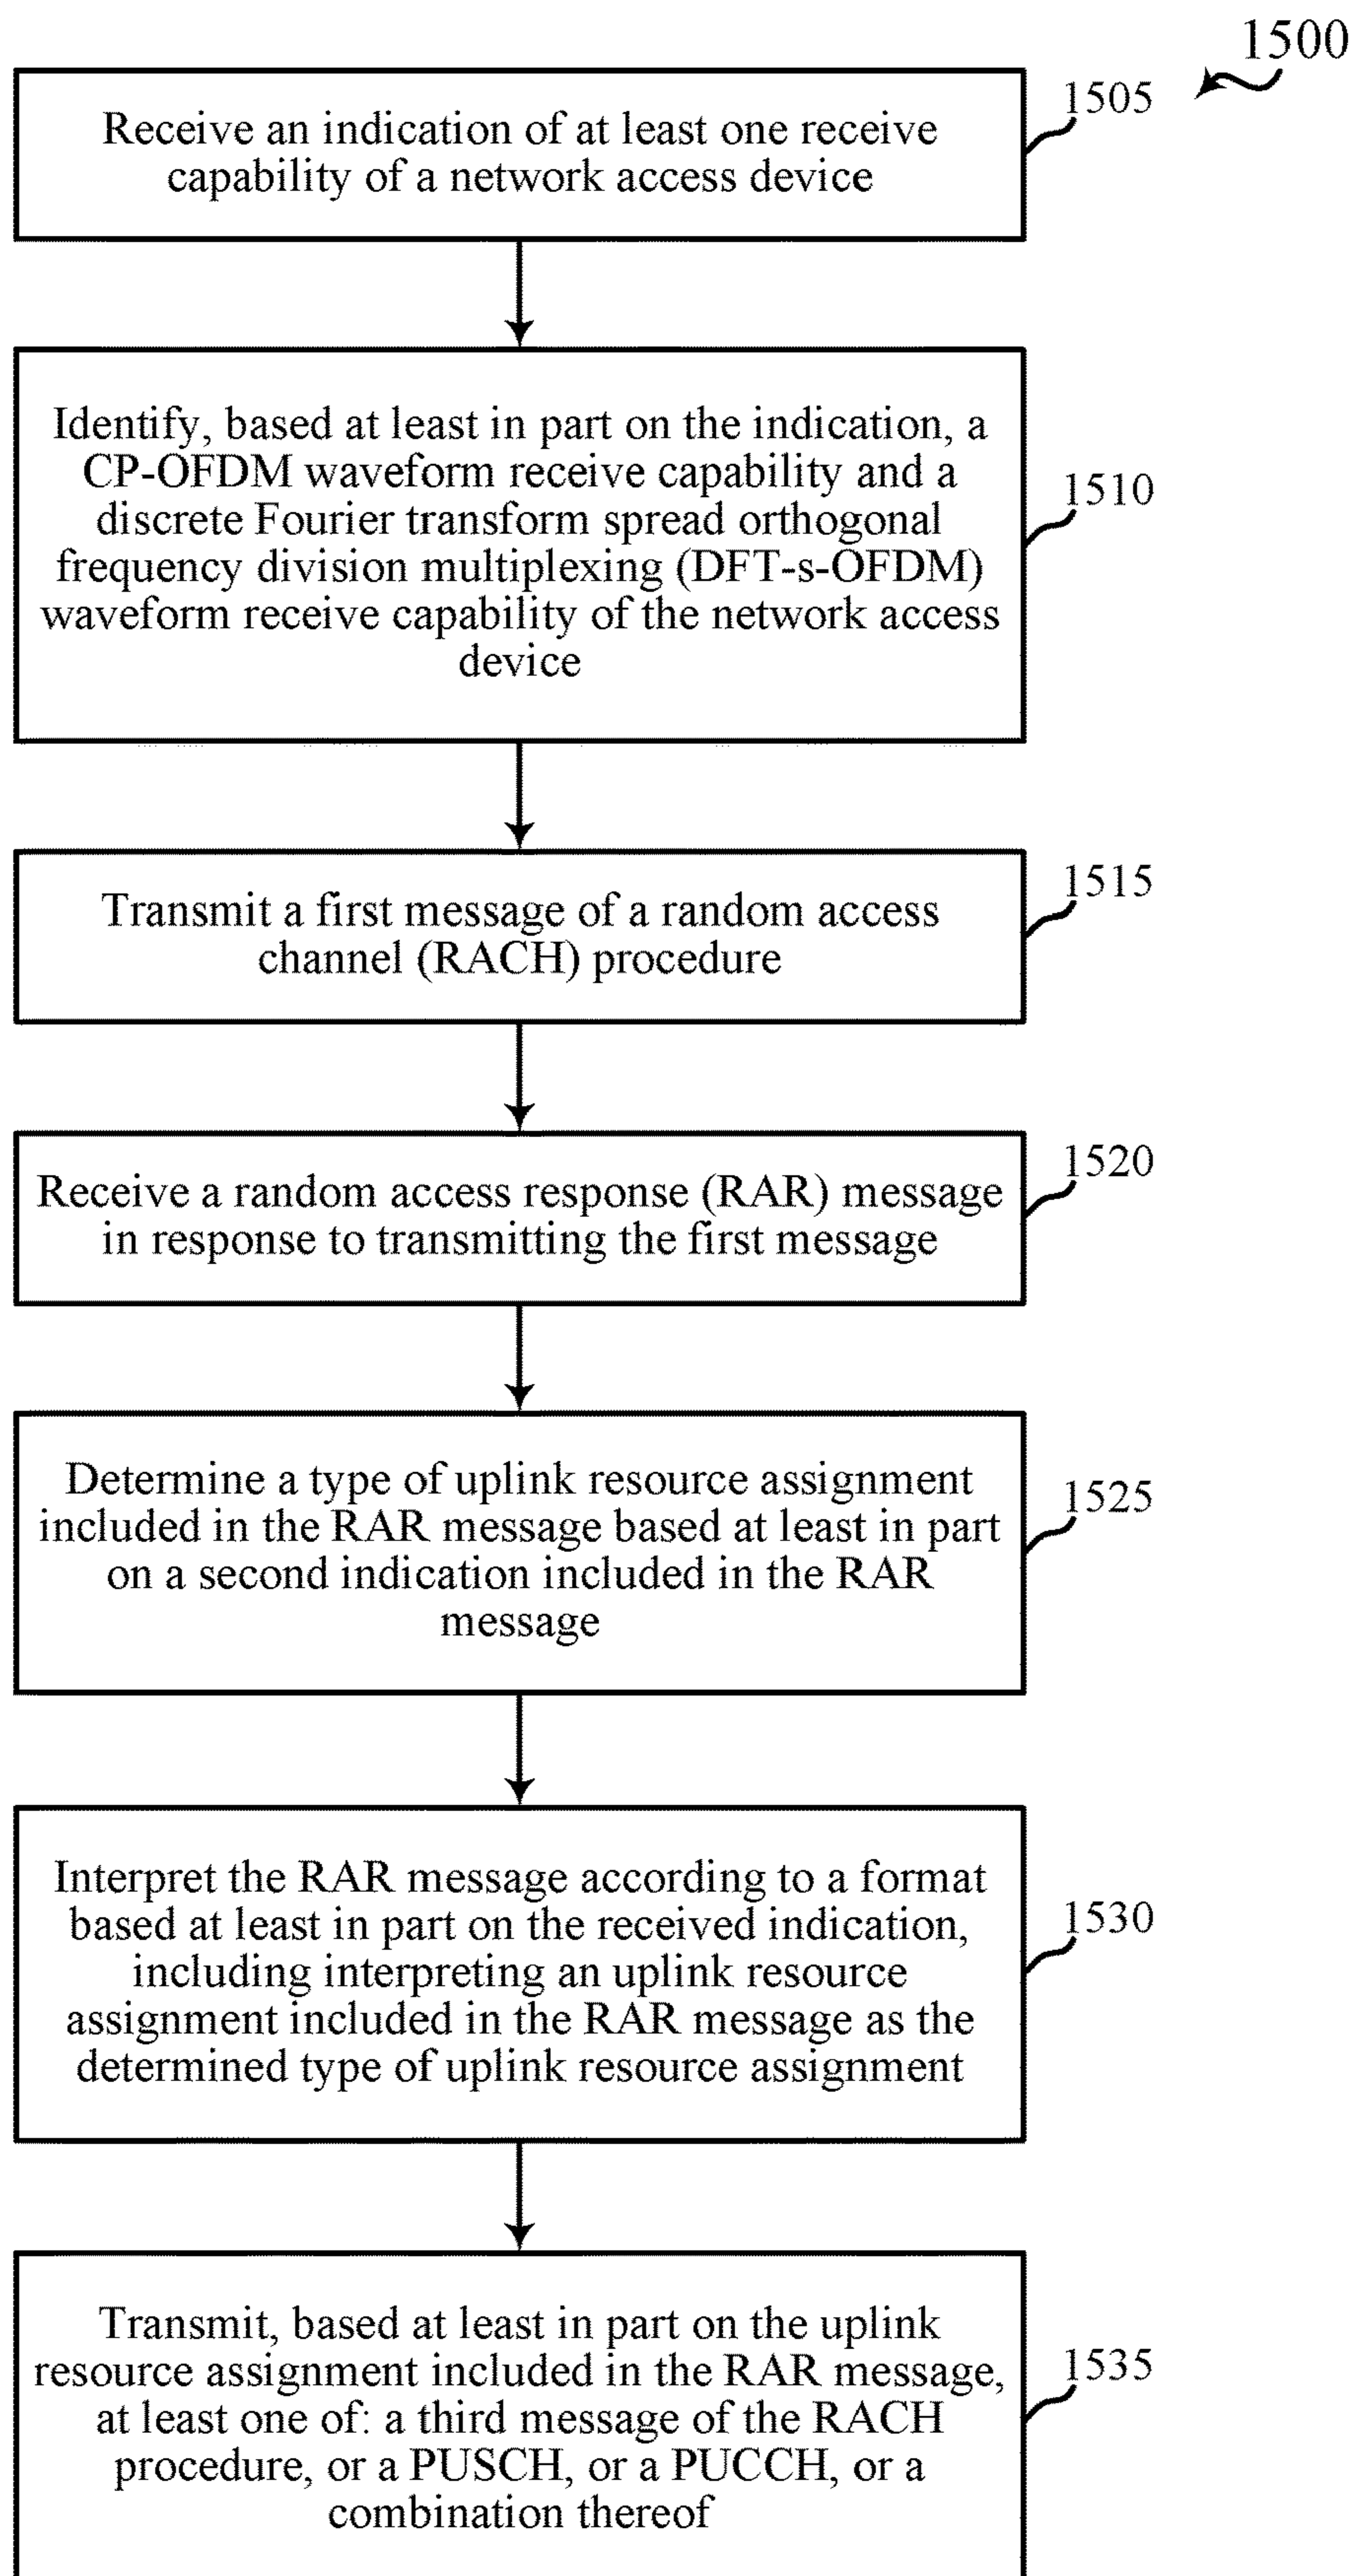 1500
1505
Receive an indication of at least one receive
capability of a network access device
1510
Identify, based at least in part on the indication, a
CP-OFDM waveform receive capability and a
discrete Fourier transform spread orthogonal
frequency division multiplexing (DFT-s-OFDM)
waveform receive capability of the network access
device
1515
Transmit a first message of a random access
channel (RACH) procedure
1520
Receive a random access response (RAR) message
in response to transmitting the first message
1525
Determine a type of uplink resource assignment
included in the RAR message based at least in part
on a second indication included in the RAR
message
1530
Interpret the RAR message according to a format
based at least in part on the received indication,
including interpreting an uplink resource
assignment included in the RAR message as the
determined type of uplink resource assignment
1535
Transmit, based at least in part on the uplink
resource assignment included in the RAR message,
at least one of: a third message of the RACH
procedure, or a PUSCH, or a PUCCH, or a
combination thereof